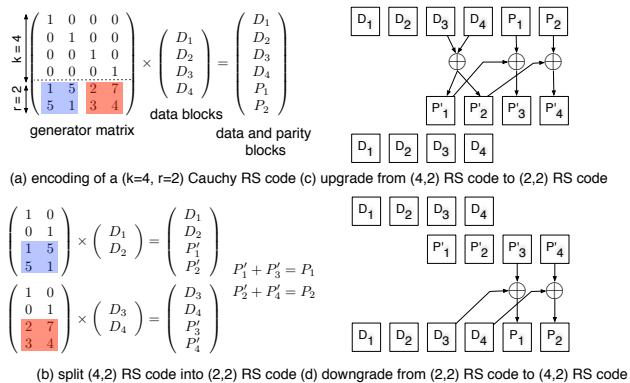 k=4
r=2
1 0 0 0
0 1 0 0
0 0 1 0
0 0 0 1
1 5 2 7
5 1 3 4
×
D1
D2
D3
D4
=
D1
D2
D3
D4
P1
P2
generator matrix
data blocks
data and parity
blocks
(a) encoding of a (k=4, r=2) Cauchy RS code
D1 D2 D3 D4 P1 P2
P'1 P'2 P'3 P'4
D1 D2 D3 D4
(c) upgrade from (4,2) RS code to (2,2) RS code
1 0
0 1
1 5
5 1
×
D1
D2
=
D1
D2
P′1
P′2
1 0
0 1
2 7
3 4
×
D3
D4
=
D3
D4
P′3
P′4
P′1 + P′3 = P1
P′2 + P′4 = P2
(b) split (4,2) RS code into (2,2) RS code
D1 D2 D3 D4
P'1 P'2 P'3 P'4
D1 D2 D3 D4 P1 P2
(d) downgrade from (2,2) RS code to (4,2) RS code